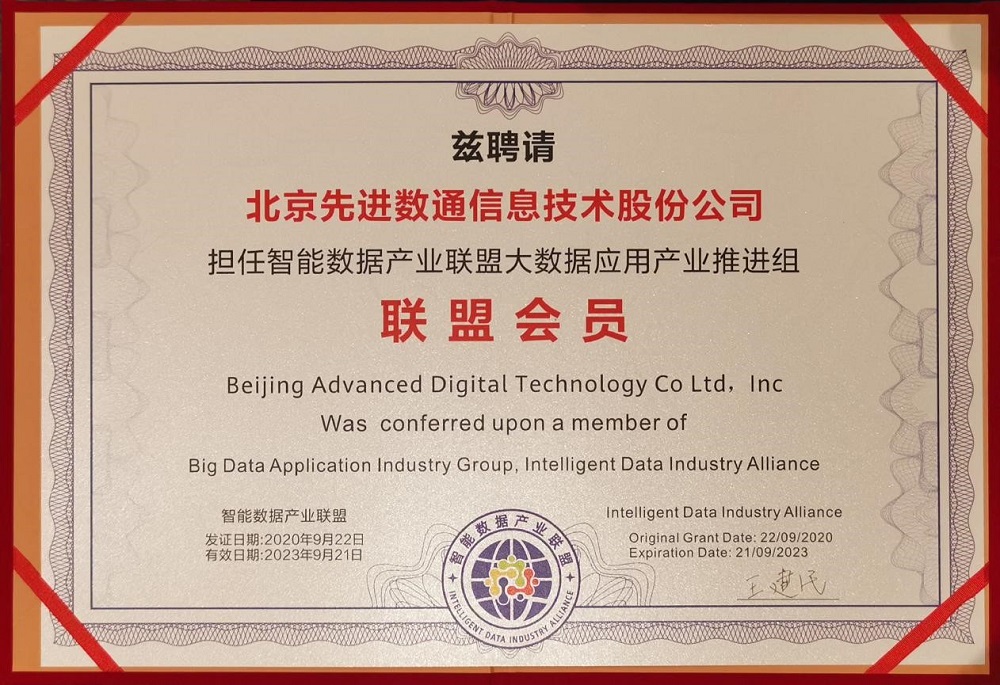 兹聘请
北京先进数通信息技术股份公司
担任智能数据产业联盟大数据应用产业推进组
联盟会员
Beijing Advanced Digital Technology Co Ltd, Inc
Was conferred upon a member of
Big Data Application Industry Group, Intelligent Data Industry Alliance
智能数据产业联盟
发证日期:2020年9月22日
有效日期:2023年9月21日
Intelligent Data Industry Alliance
Original Grant Date: 22/09/2020
Expiration Date: 21/09/2023
王建民
智能数据产业联盟
INTELLIGENT DATA INDUSTRY ALLIANCE